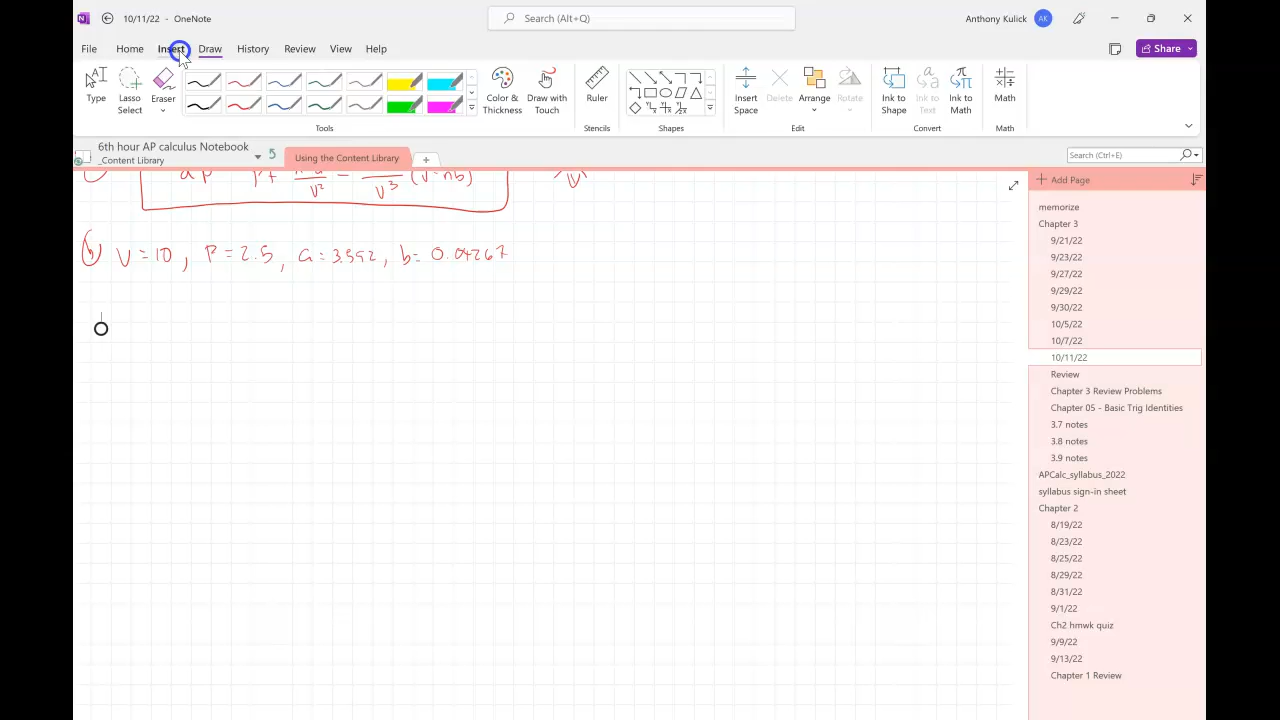 10/11/22 - OneNote
Search (Alt+Q)
Anthony Kulick AK
File Home Insert Draw History Review View Help
Share
Type
Lasso Select
Eraser
Color & Thickness
Draw with Touch
Ruler
Insert Space
Delete
Arrange
Rotate
Ink to Shape
Ink to Text
Ink to Math
Math
Tools Stencils Shapes Edit Convert Math
6th hour AP calculus Notebook
_Content Library
Using the Content Library
Search (Ctrl+E)
V²
V³ (V-nb)
(b) V = 10, P = 2.5, a = 3.592, b = 0.04267
Add Page
memorize
Chapter 3
9/21/22
9/23/22
9/27/22
9/29/22
9/30/22
10/5/22
10/7/22
10/11/22
Review
Chapter 3 Review Problems
Chapter 05 - Basic Trig Identities
3.7 notes
3.8 notes
3.9 notes
APCalc_syllabus_2022
syllabus sign-in sheet
Chapter 2
8/19/22
8/23/22
8/25/22
8/29/22
8/31/22
9/1/22
Ch2 hmwk quiz
9/9/22
9/13/22
Chapter 1 Review